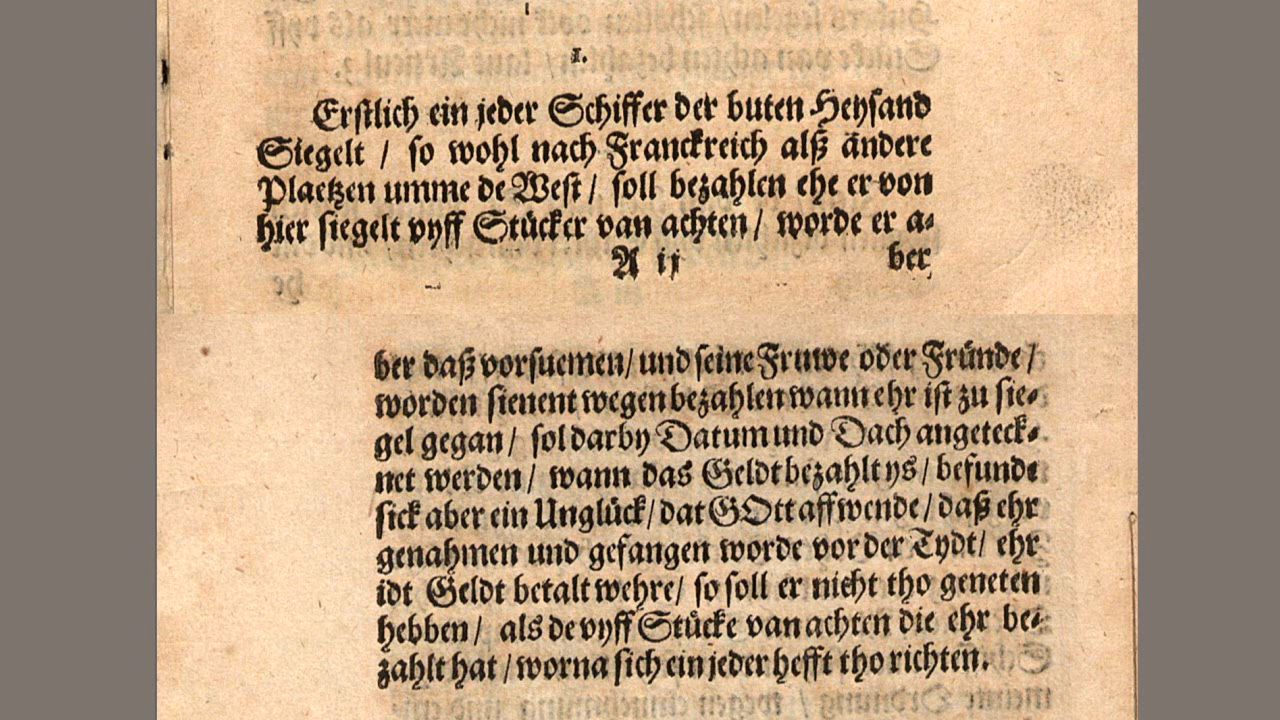 1.
Erstlich ein jeder Schiffer der buten Heysand
Siegelt / so wohl nach Franckreich alß andere
Plaetzen umme de West / soll bezahlen ehe er von
hier siegelt vyff Stücker van achten / worde er a-
A ij ber
ber daß vorsuemen / und seine Fruwe oder Fründe /
worden sienent wegen bezahlen wann ehr ist zu sie-
gel gegan / sol darby Datum und Dach angeteck-
net werden / wann das Geldt bezahlt ys / befunde
sick aber ein Unglück / dat GOtt affwende / daß ehr
genahmen und gefangen worde vor der Tydt / ehr
idt Geldt betalt wehre / so soll er nicht tho geneten
hebben / als de vyff Stücke van achten die ehr be-
zahlt hat / worna sich ein jeder hefft tho richten.